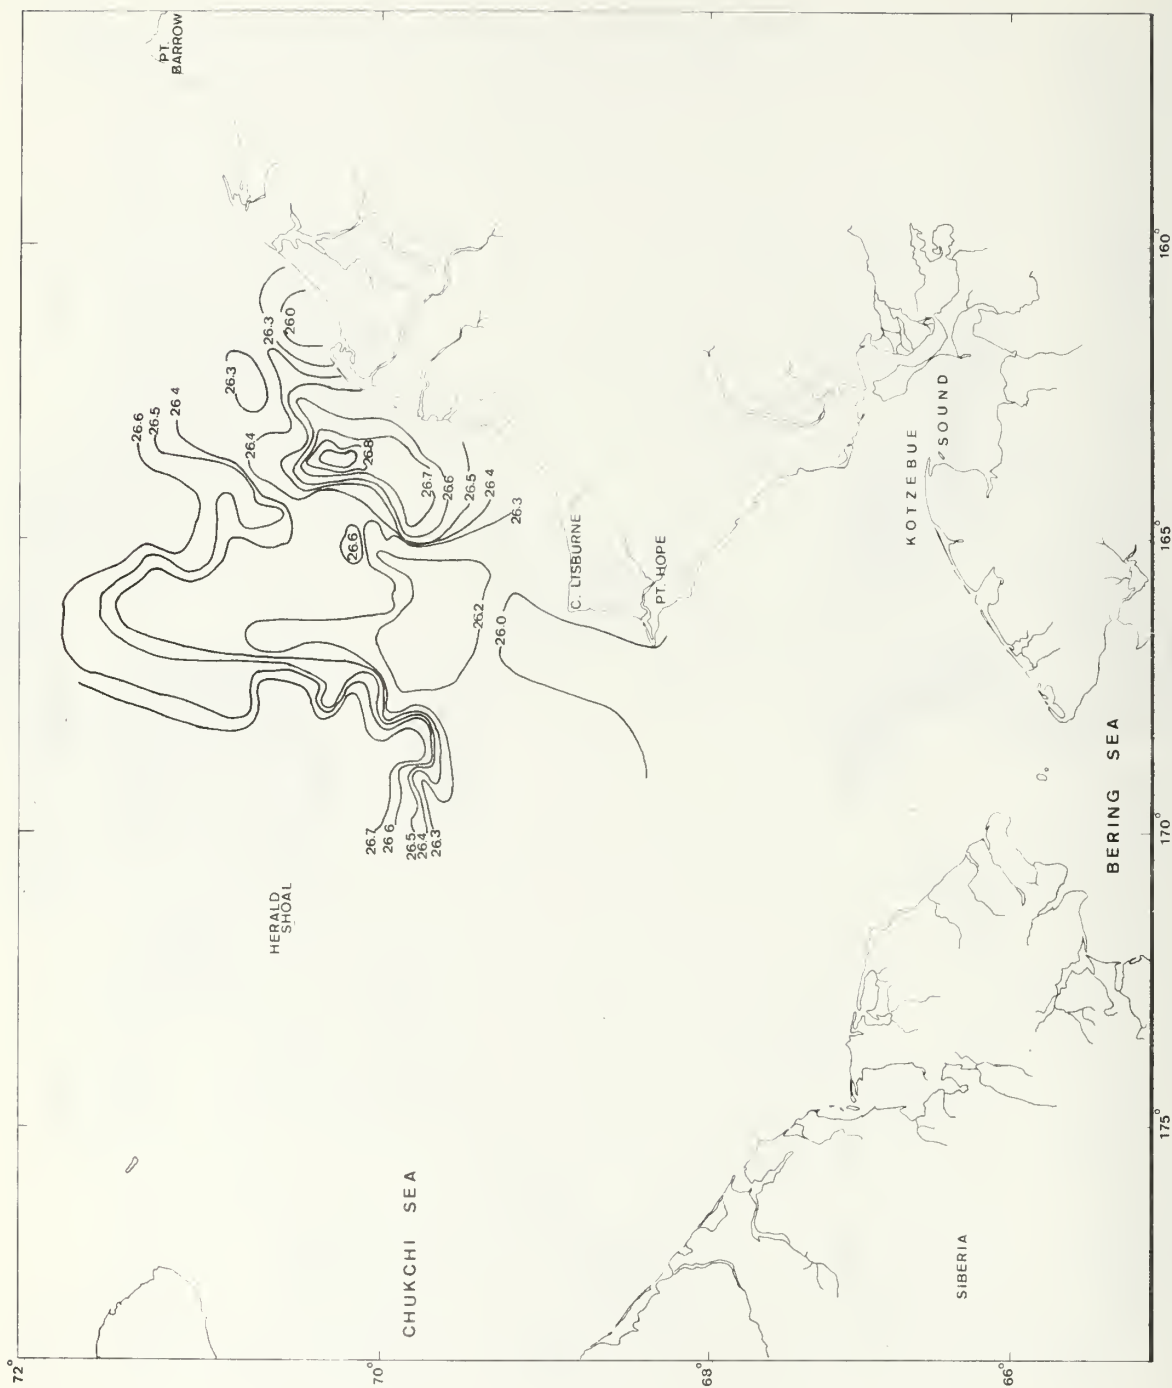 72°
70°
68°
66°
PT.
BARROW
26.3
26.0
26.3
26.6
26.5
26.4
26.4
26.8
26.7
26.6
26.5
26.4
26.3
26.6
26.2
26.0
C. LISBURNE
PT. HOPE
KOTZEBUE
SOUND
26.7
26 6
26.5
26.4
26.3
HERALD
SHOAL
CHUKCHI SEA
BERING SEA
SIBERIA
160°
165°
170°
175°